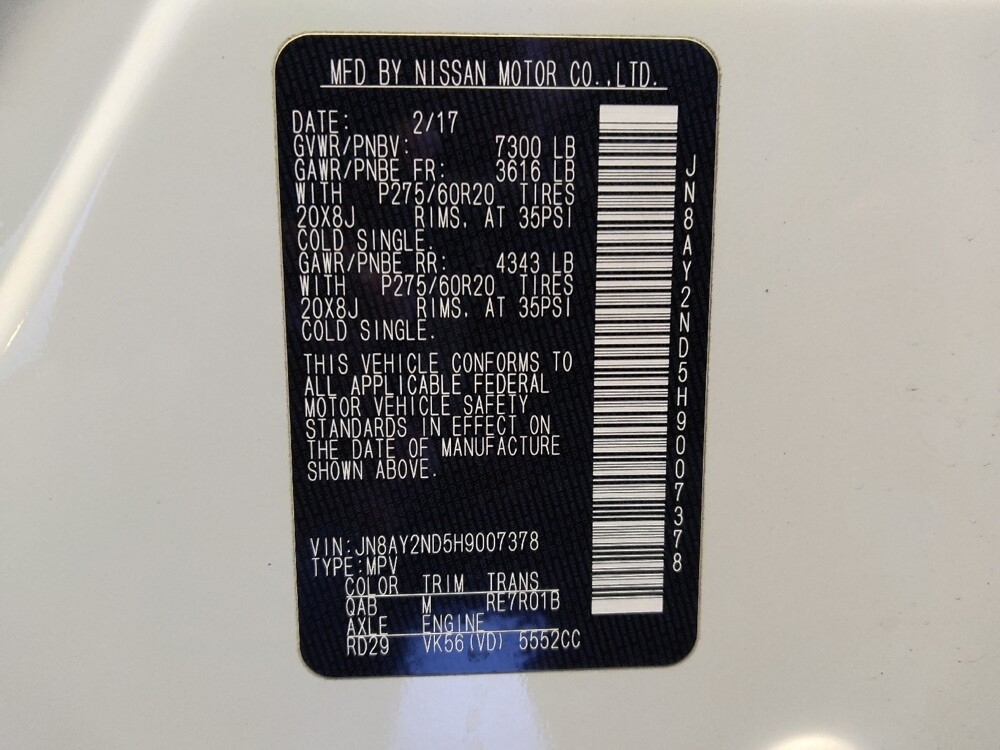 MFD BY NISSAN MOTOR CO.,LTD.
DATE: 2/17
GVWR/PNBV: 7300 LB
GAWR/PNBE FR: 3616 LB
WITH P275/60R20 TIRES
20X8J RIMS, AT 35PSI
COLD SINGLE.
GAWR/PNBE RR: 4343 LB
WITH P275/60R20 TIRES
20X8J RIMS, AT 35PSI
COLD SINGLE.
THIS VEHICLE CONFORMS TO
ALL APPLICABLE FEDERAL
MOTOR VEHICLE SAFETY
STANDARDS IN EFFECT ON
THE DATE OF MANUFACTURE
SHOWN ABOVE.
VIN:JN8AY2ND5H9007378
TYPE:MPV
COLOR TRIM TRANS
QAB M RE7R01B
AXLE ENGINE
RD29 VK56(VD) 5552CC
JN8AY2ND5H9007378